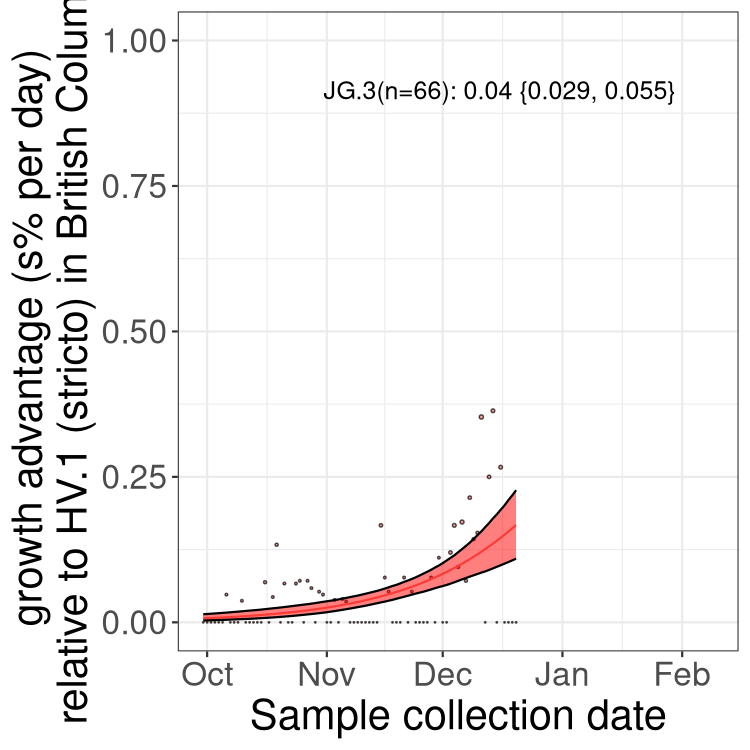 growth advantage (s% per day)
relative to HV.1 (stricto) in British Colum
1.00
0.75
0.50
0.25
0.00
JG.3(n=66): 0.04 {0.029, 0.055}
Oct Nov Dec Jan Feb
Sample collection date